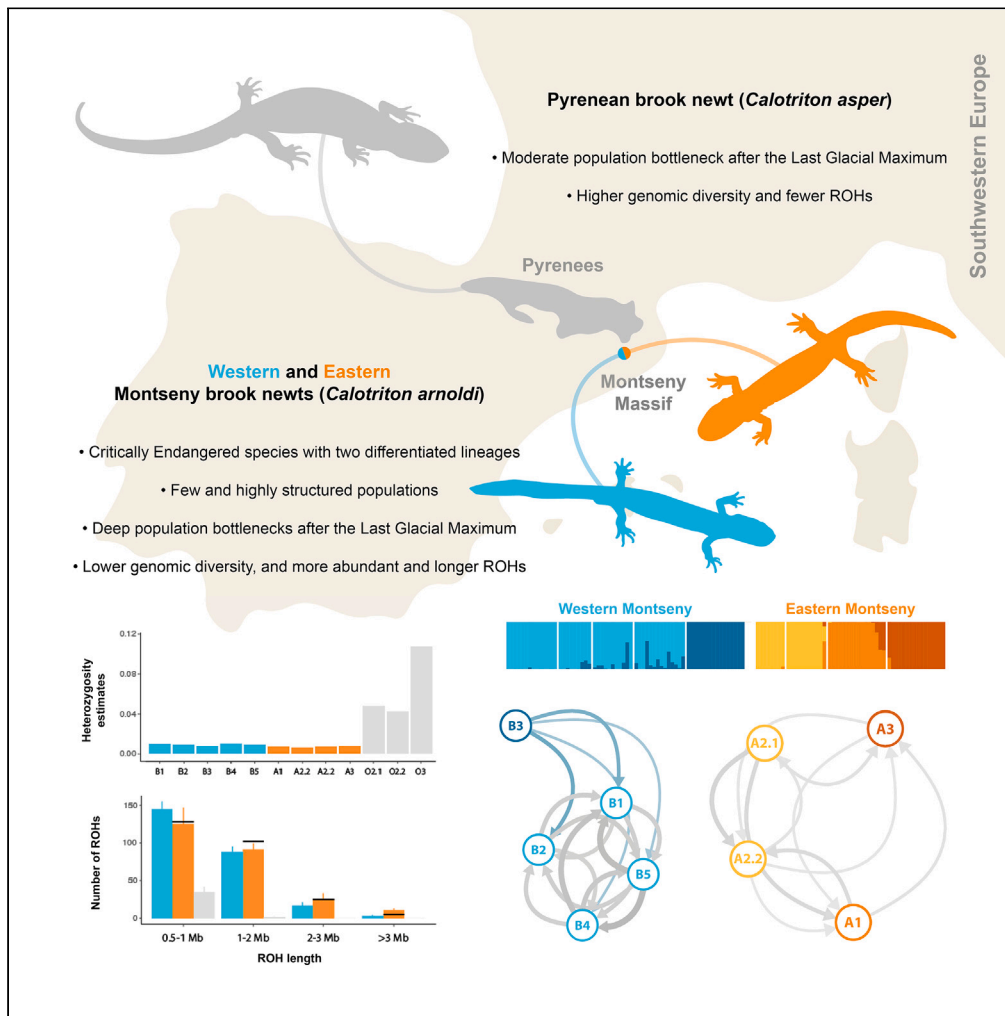 Pyrenean brook newt (Calotriton asper)
• Moderate population bottleneck after the Last Glacial Maximum
• Higher genomic diversity and fewer ROHs
Southwestern Europe
Pyrenees
Montseny
Massif
Western and Eastern
Montseny brook newts (Calotriton arnoldi)
• Critically Endangered species with two differentiated lineages
• Few and highly structured populations
• Deep population bottlenecks after the Last Glacial Maximum
• Lower genomic diversity, and more abundant and longer ROHs
Heterozygosity
estimates
0.12
0.08
0.04
0.00
B1 B2 B3 B4 B5 A1 A2.2 A2.2 A3 O2.1 O2.2 O3
Number of ROHs
150
100
50
0
0.5-1 Mb 1-2 Mb 2-3 Mb >3 Mb
ROH length
Western Montseny
Eastern Montseny
B3
B1
B2
B5
B4
A3
A2.1
A2.2
A1